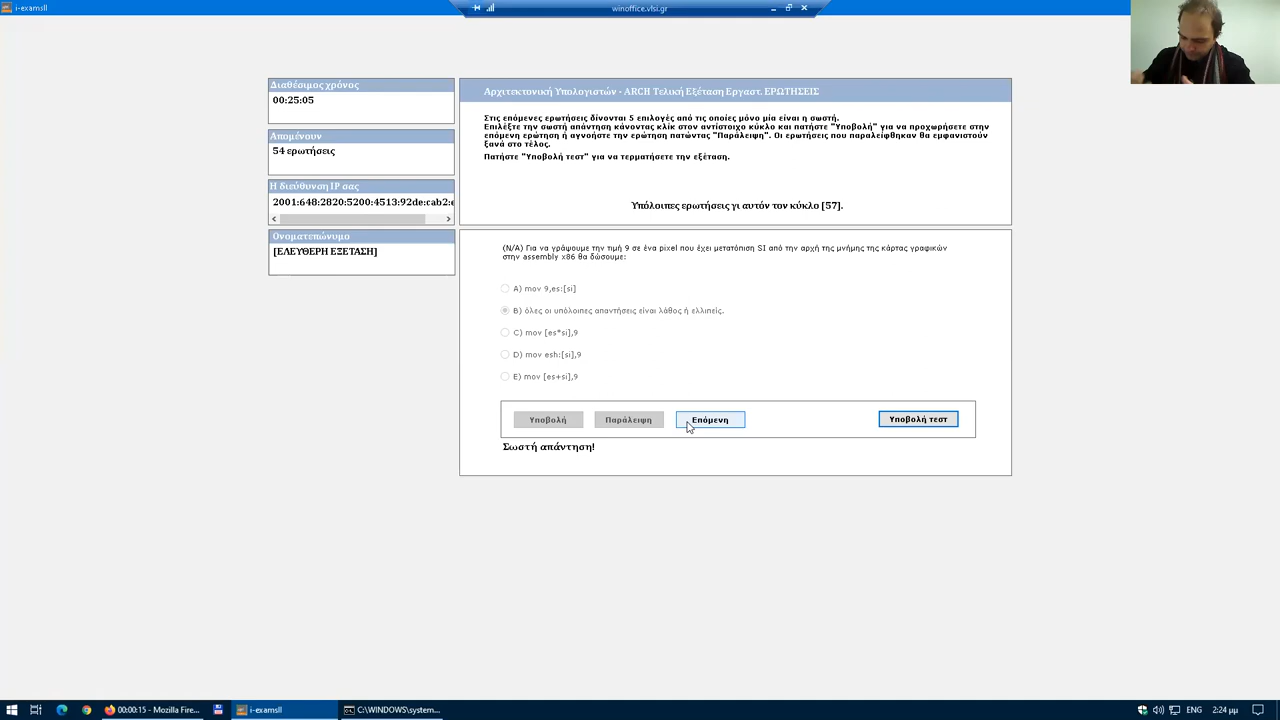 i-examsll
winoffice.vlsi.gr
Διαθέσιμος χρόνος
00:25:05
Απομένουν
54 ερωτήσεις
Η διεύθυνση IP σας
2001:648:2820:5200:4513:92de:cab2:
Ονοματεπώνυμο
[ΕΛΕΥΘΕΡΗ ΕΞΕΤΑΣΗ]
Αρχιτεκτονική Υπολογιστών - ARCH Τελική Εξέταση Εργαστ. ΕΡΩΤΗΣΕΙΣ
Στις επόμενες ερωτήσεις δίνονται 5 επιλογές από τις οποίες μόνο μία είναι η σωστή.
Επιλέξτε την σωστή απάντηση κάνοντας κλίκ στον αντίστοιχο κύκλο και πατήστε "Υποβολή" για να προχωρήσετε στην
επόμενη ερώτηση ή αγνοήστε την ερώτηση πατώντας "Παράλειψη". Οι ερωτήσεις που παραλείφθηκαν θα εμφανιστούν
ξανά στο τέλος.
Πατήστε "Υποβολή τεστ" για να τερματήσετε την εξέταση.
Υπόλοιπες ερωτήσεις γι αυτόν τον κύκλο [57].
(N/A) Για να γράψουμε την τιμή 9 σε ένα pixel που έχει μετατόπιση SI από την αρχή της μνήμης της κάρτας γραφικών
στην assembly x86 θα δώσουμε:
A) mov 9,es:[si]
B) όλες οι υπόλοιπες απαντήσεις είναι λάθος ή ελλιπείς.
C) mov [es*si],9
D) mov esh:[si],9
E) mov [es+si],9
Υποβολή Παράλειψη Επόμενη Υποβολή τεστ
Σωστή απάντηση!
00:00:15 - Mozilla Fire...
i-examsll
C:\WINDOWS\system...
ENG
2:24 μμ